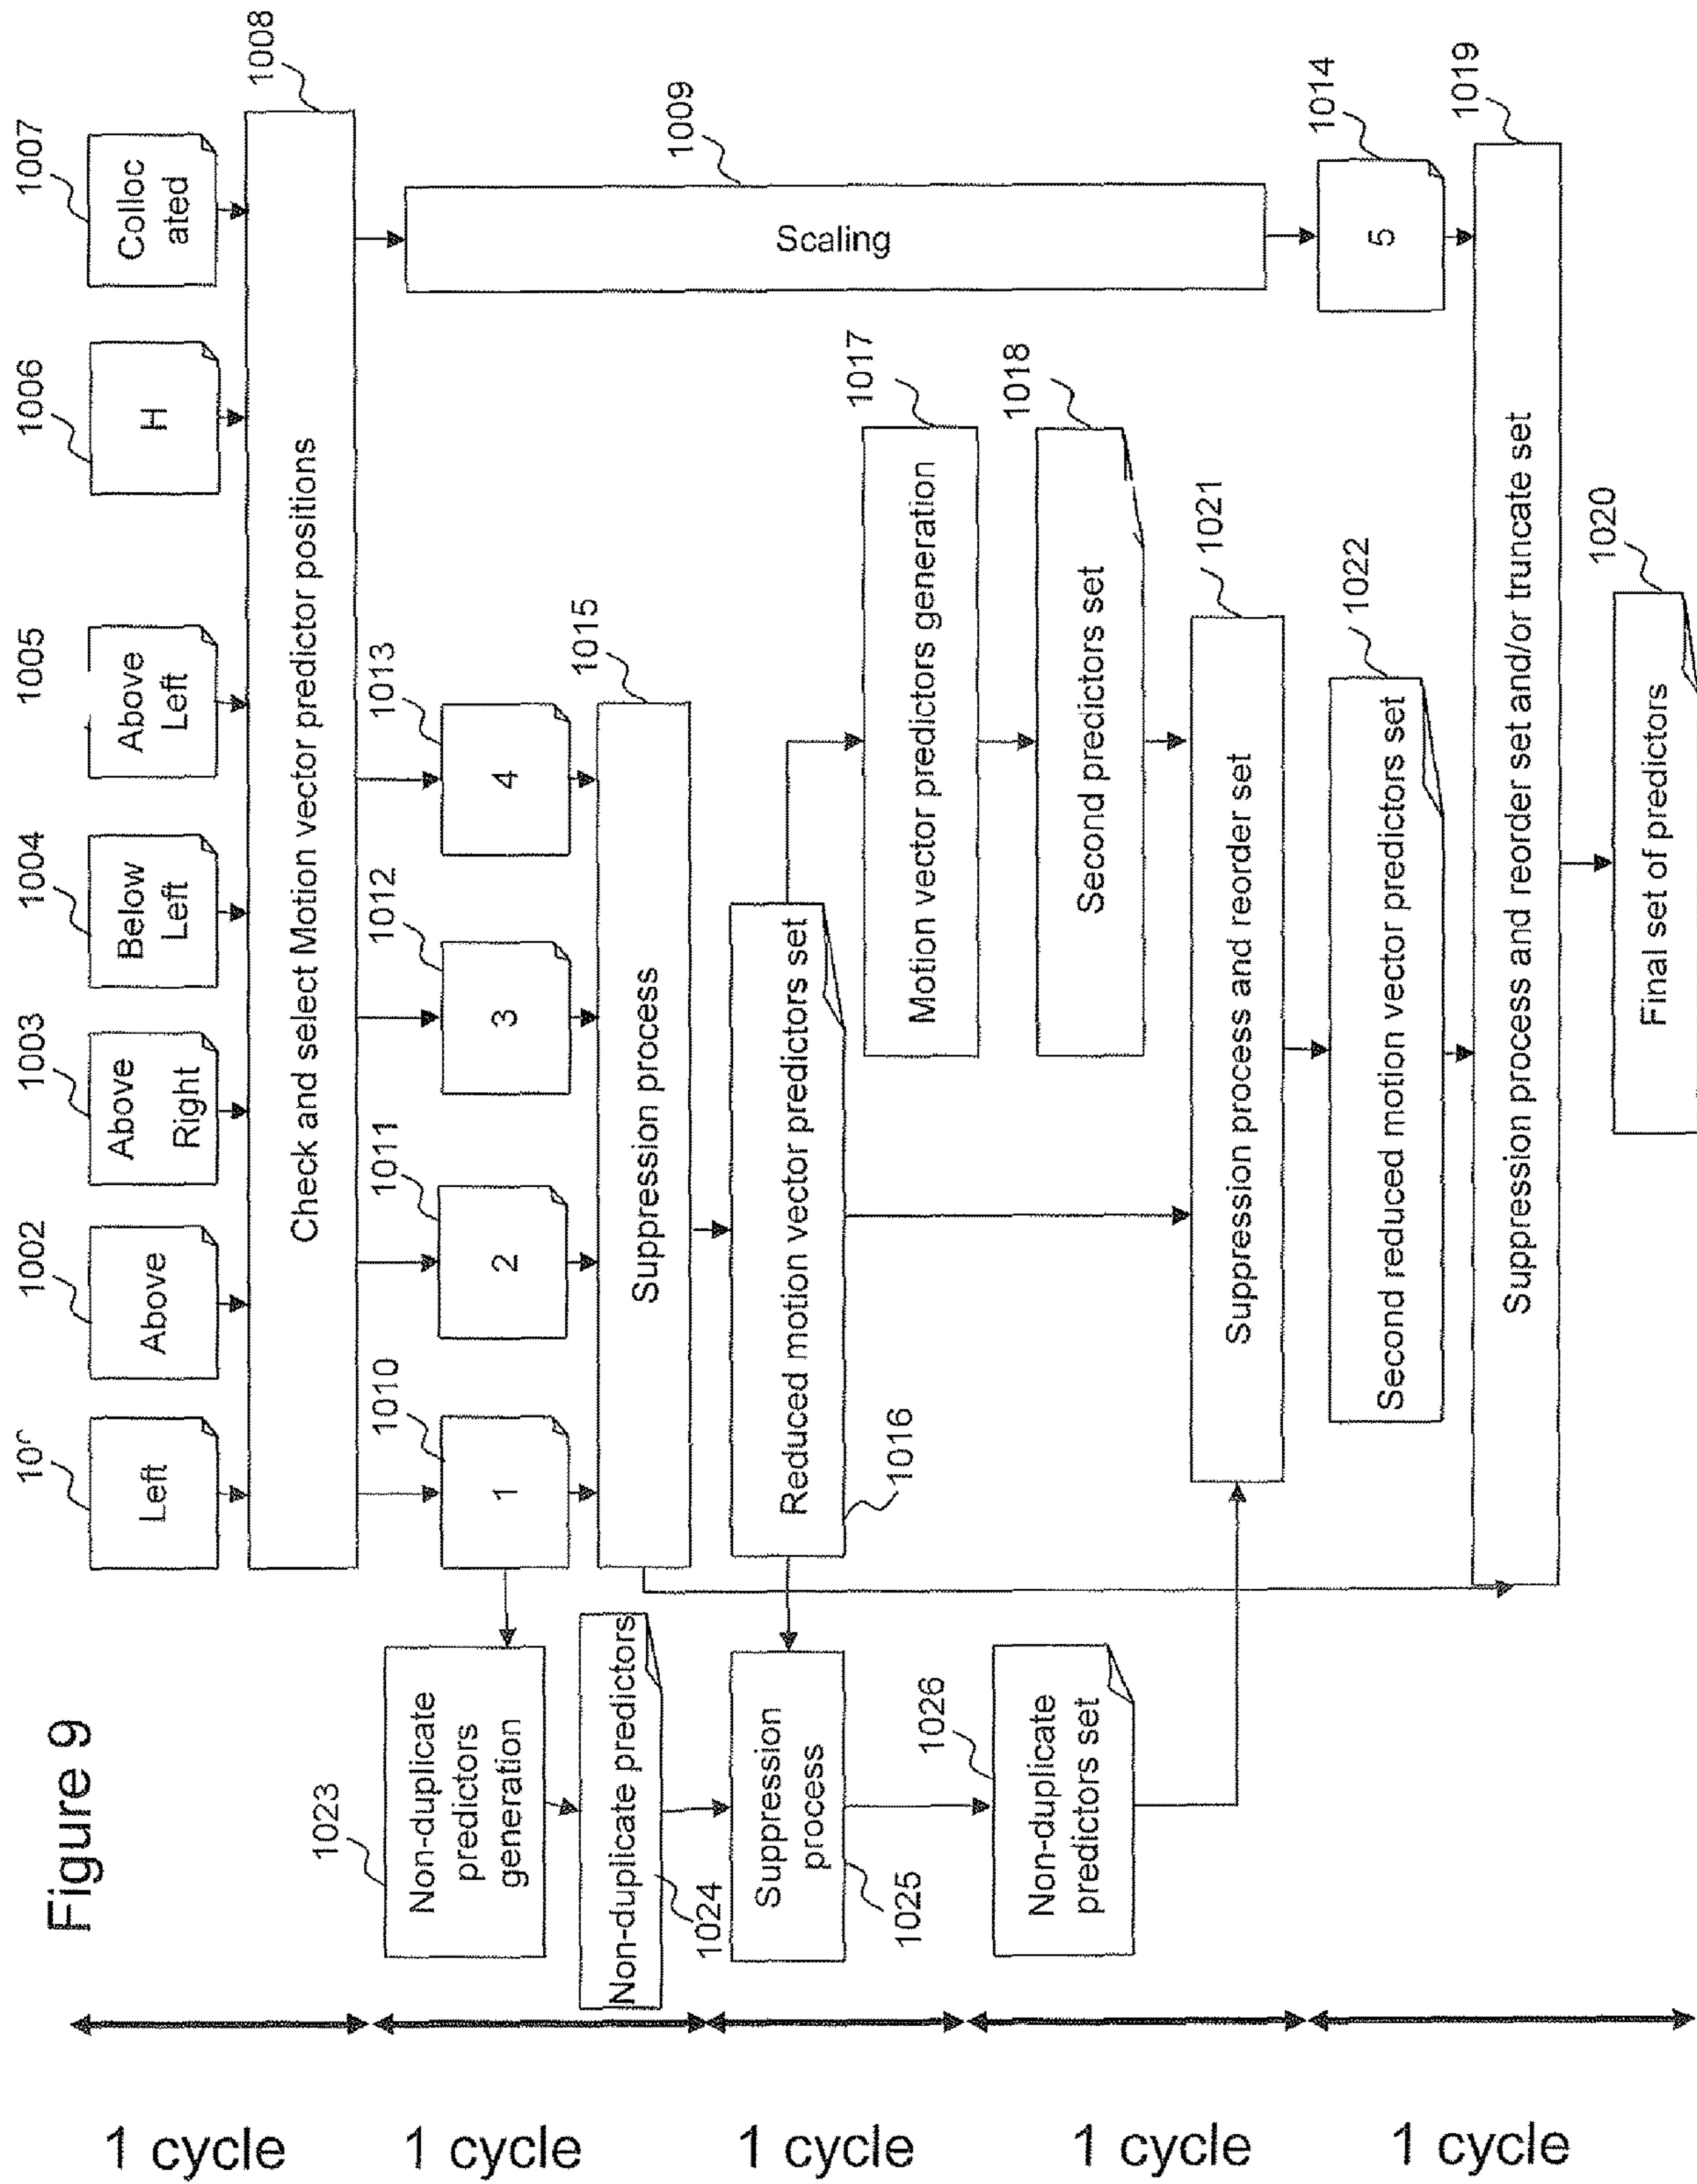 Figure 9
10
1002
1003
1004
1005
1006
1007
Left
Above
Above
Right
Below
Left
Above
Left
H
Colloc
ated
1008
Check and select Motion vector predictor positions
1023
Non-duplicate
predictors
generation
1010
1
1011
2
1012
3
1013
4
1009
Scaling
1015
Suppression process
Non-duplicate predictors
1024
Reduced motion vector predictors set
1016
Suppression
process
1025
1017
Motion vector predictors generation
1018
Second predictors set
1026
Non-duplicate
predictors set
1021
Suppression process and reorder set
1014
5
1022
Second reduced motion vector predictors set
1019
Suppression process and reorder set and/or truncate set
1020
Final set of predictors
1 cycle
1 cycle
1 cycle
1 cycle
1 cycle